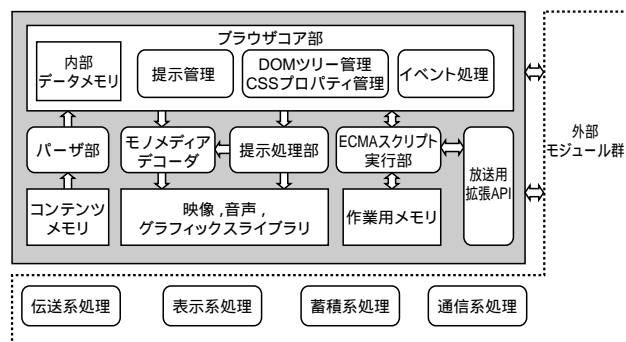 ブラウザコア部
内部
データメモリ
提示管理
DOMツリー管理
CSSプロパティ管理
イベント処理
パーザ部
モノメディア
デコーダ
提示処理部
ECMAスクリプト
実行部
放送用
拡張API
コンテンツ
メモリ
映像,音声,
グラフィックスライブラリ
作業用メモリ
外部
モジュール群
伝送系処理
表示系処理
蓄積系処理
通信系処理